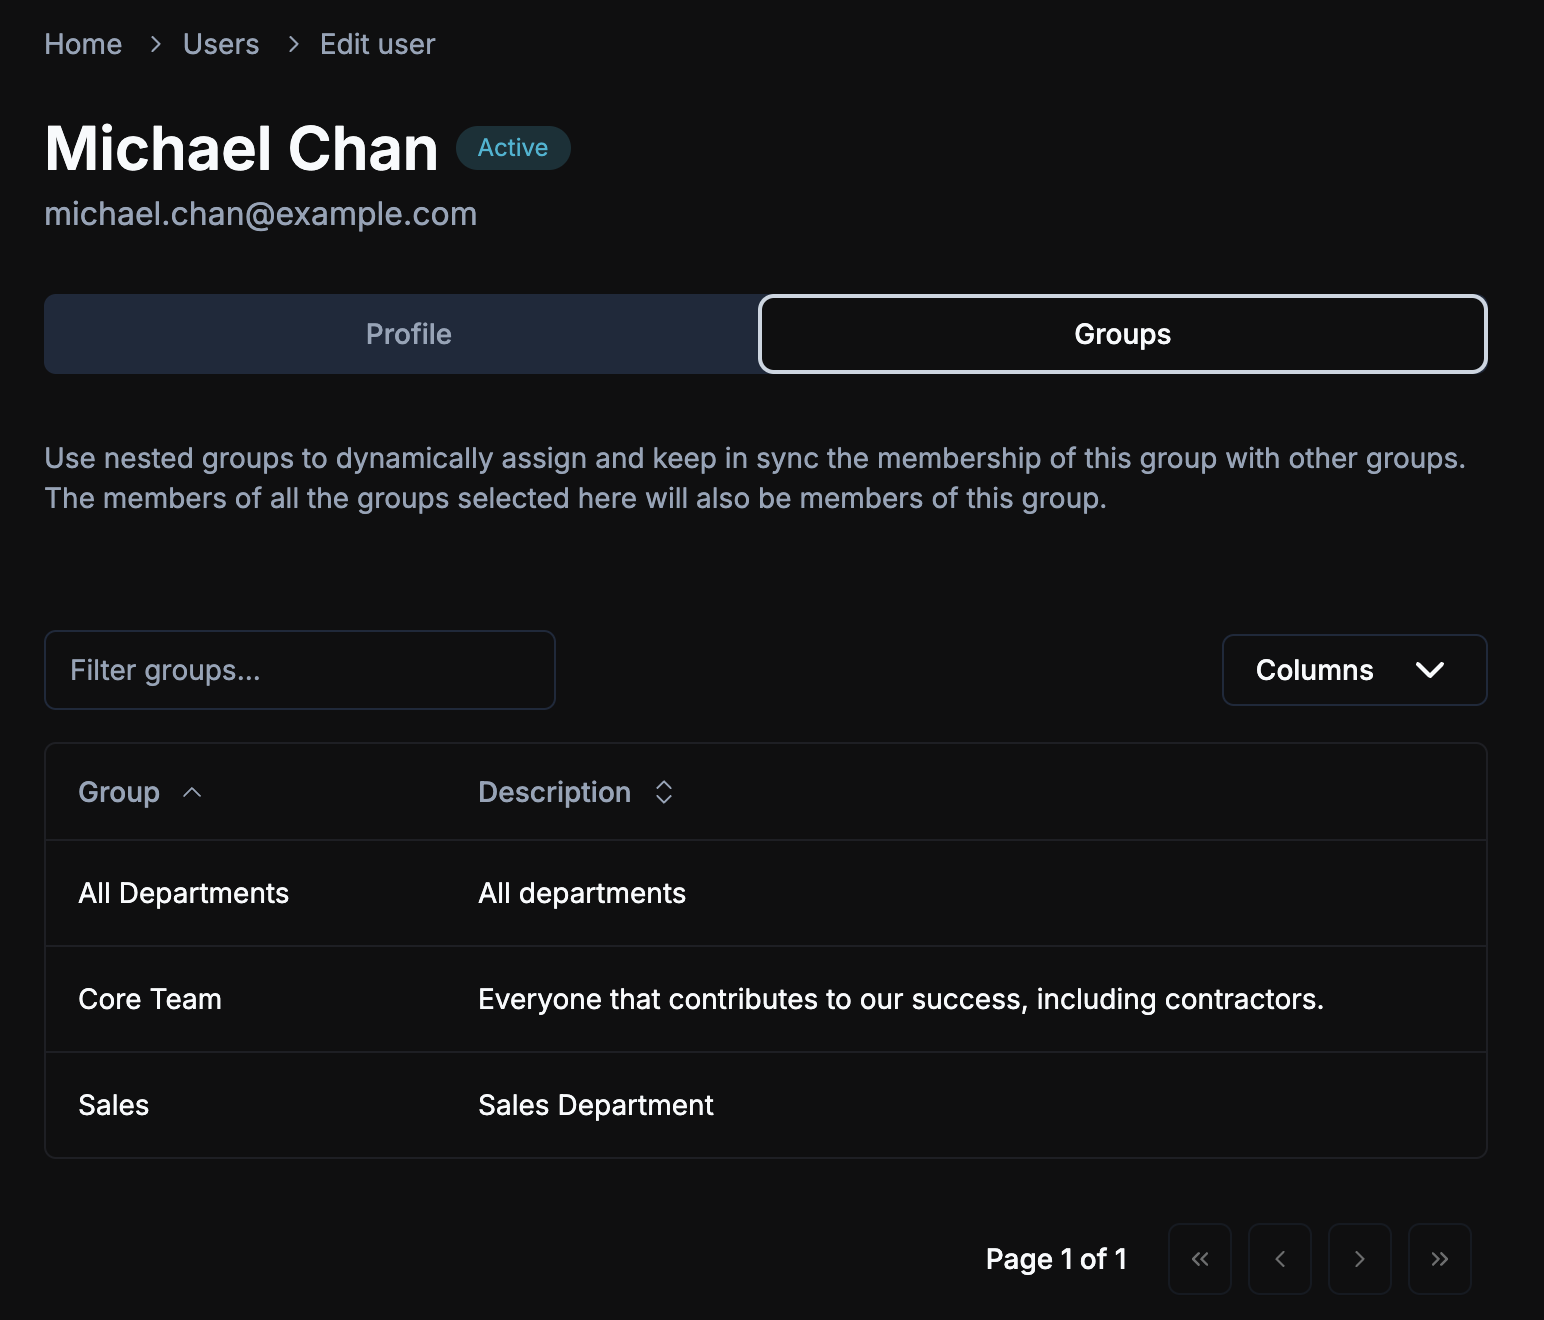 Home > Users > Edit user
Michael Chan Active
michael.chan@example.com
Profile Groups
Use nested groups to dynamically assign and keep in sync the membership of this group with other groups.
The members of all the groups selected here will also be members of this group.
Filter groups...
Columns
Group Description
All Departments All departments
Core Team Everyone that contributes to our success, including contractors.
Sales Sales Department
Page 1 of 1 « ‹ › »